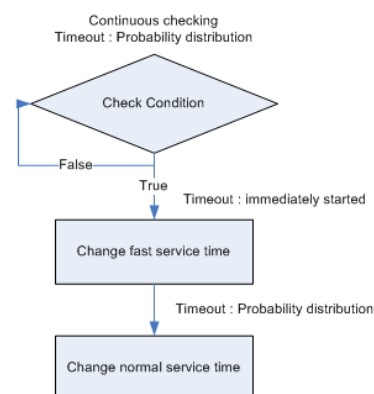 Continuous checking
Timeout : Probability distribution
Check Condition
False
True
Timeout : immediately started
Change fast service time
Timeout : Probability distribution
Change normal service time